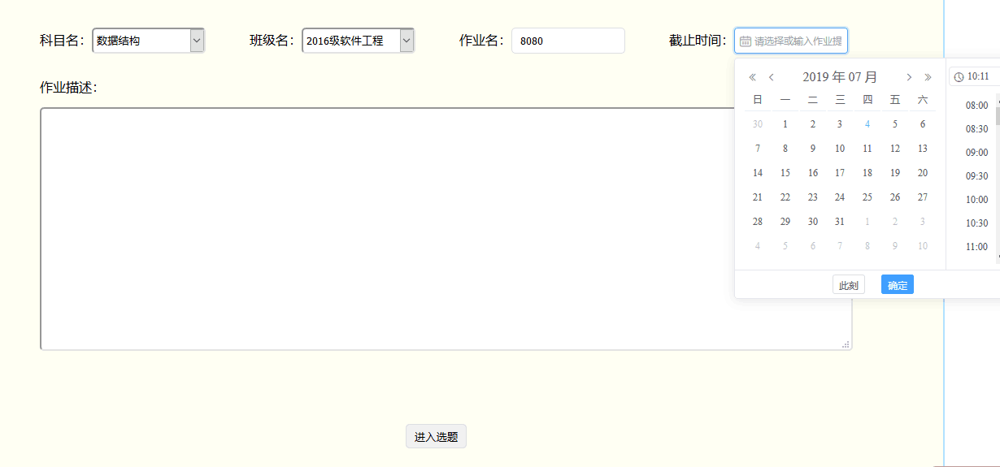 科目名： 数据结构 班级名： 2016级软件工程 作业名： 8080 截止时间： 请选择或输入作业提
作业描述：
2019 年 07 月 10:11
日 一 二 三 四 五 六
30 1 2 3 4 5 6
7 8 9 10 11 12 13
14 15 16 17 18 19 20
21 22 23 24 25 26 27
28 29 30 31 1 2 3
4 5 6 7 8 9 10
08:00
08:30
09:00
09:30
10:00
10:30
11:00
此刻 确定
进入选题